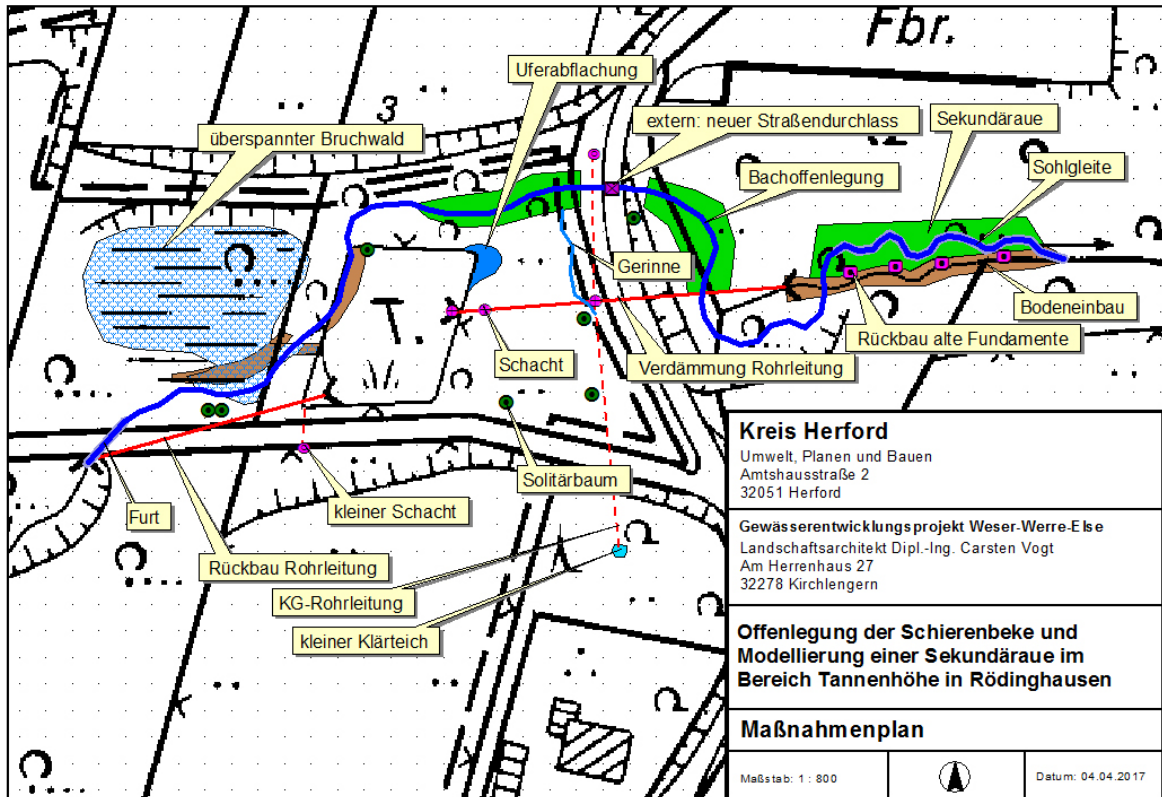 Fbr.
Uferabflachung
3
überspannter Bruchwald
extern: neuer Straßendurchlass
Sekundäraue
Sohlgleite
Bachoffenlegung
Gerinne
Bodeneinbau
Rückbau alte Fundamente
Schacht
Verdämmung Rohrleitung
Solitärbaum
kleiner Schacht
Furt
Rückbau Rohrleitung
KG-Rohrleitung
kleiner Klärteich
Kreis Herford
Umwelt, Planen und Bauen
Amtshausstraße 2
32051 Herford
Gewässerentwicklungsprojekt Weser-Werre-Else
Landschaftsarchitekt Dipl.-Ing. Carsten Vogt
Am Herrenhaus 27
32278 Kirchlengern
Offenlegung der Schierenbeke und
Modellierung einer Sekundäraue im
Bereich Tannenhöhe in Rödinghausen
Maßnahmenplan
Maßstab: 1 : 800
Datum: 04.04.2017